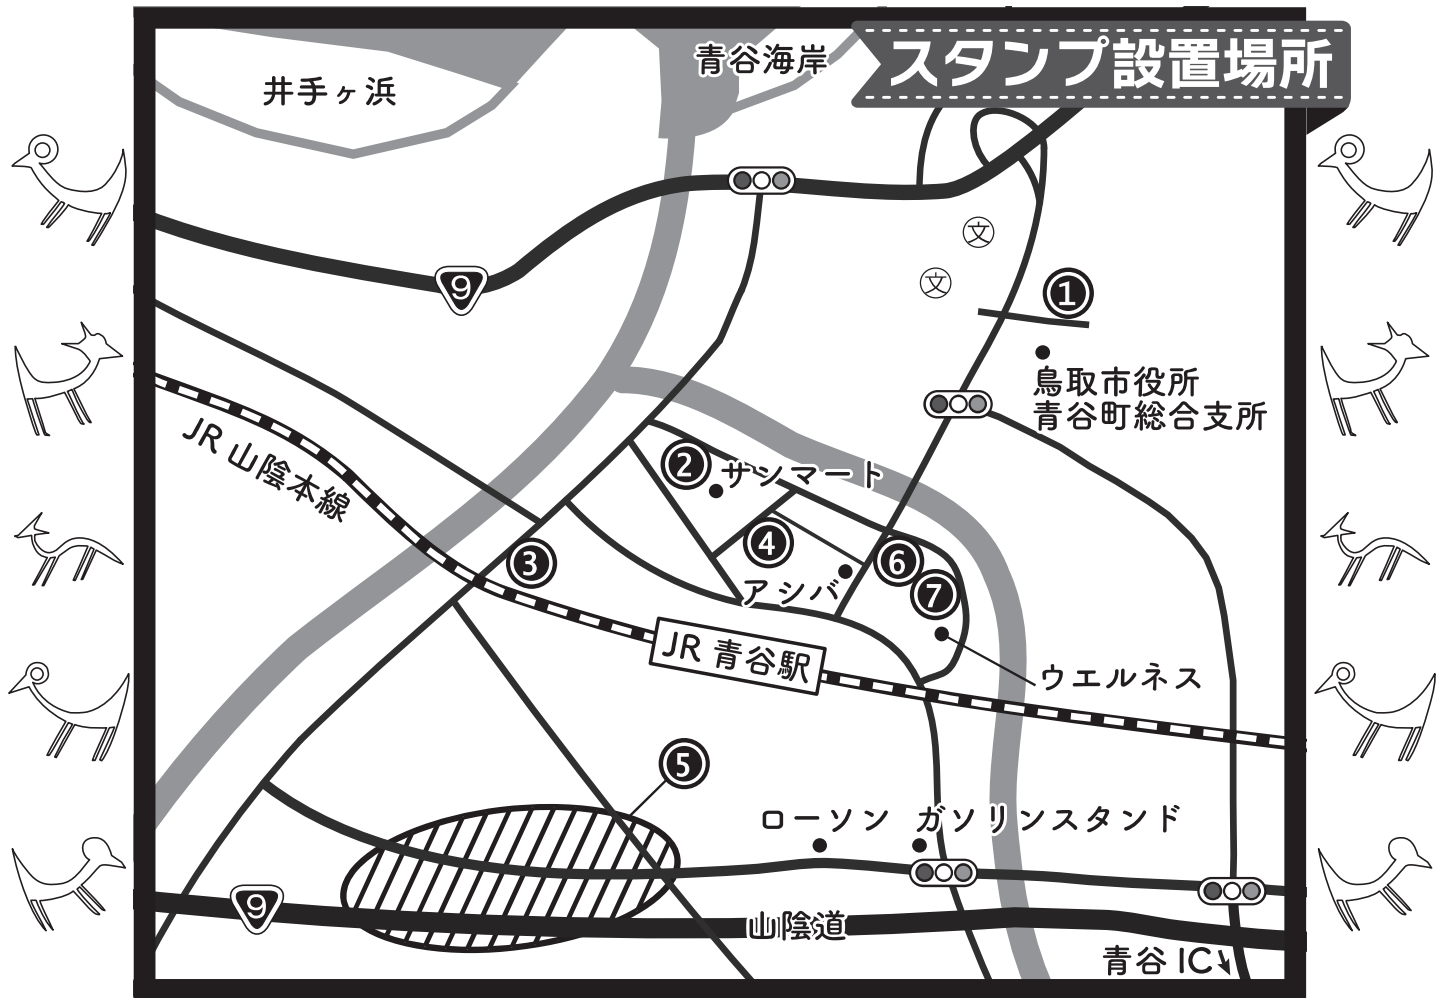 スタンプ設置場所
青谷海岸
井手ヶ浜
9
文
文
1
鳥取市役所
青谷町総合支所
JR 山陰本線
2
サンマート
3
4
アシバ
6
7
JR 青谷駅
ウエルネス
5
ローソン
ガソリンスタンド
9
山陰道
青谷 IC